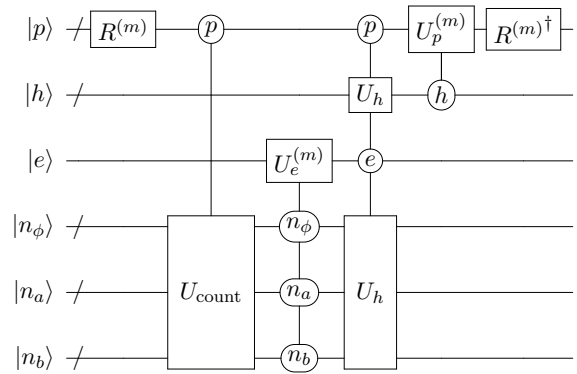 |p⟩ R^{(m)} p p U_p^{(m)} R^{(m)†}
|h⟩ U_h h
|e⟩ U_e^{(m)} e
|n_ϕ⟩ n_ϕ
|n_a⟩ U_count n_a U_h
|n_b⟩ n_b